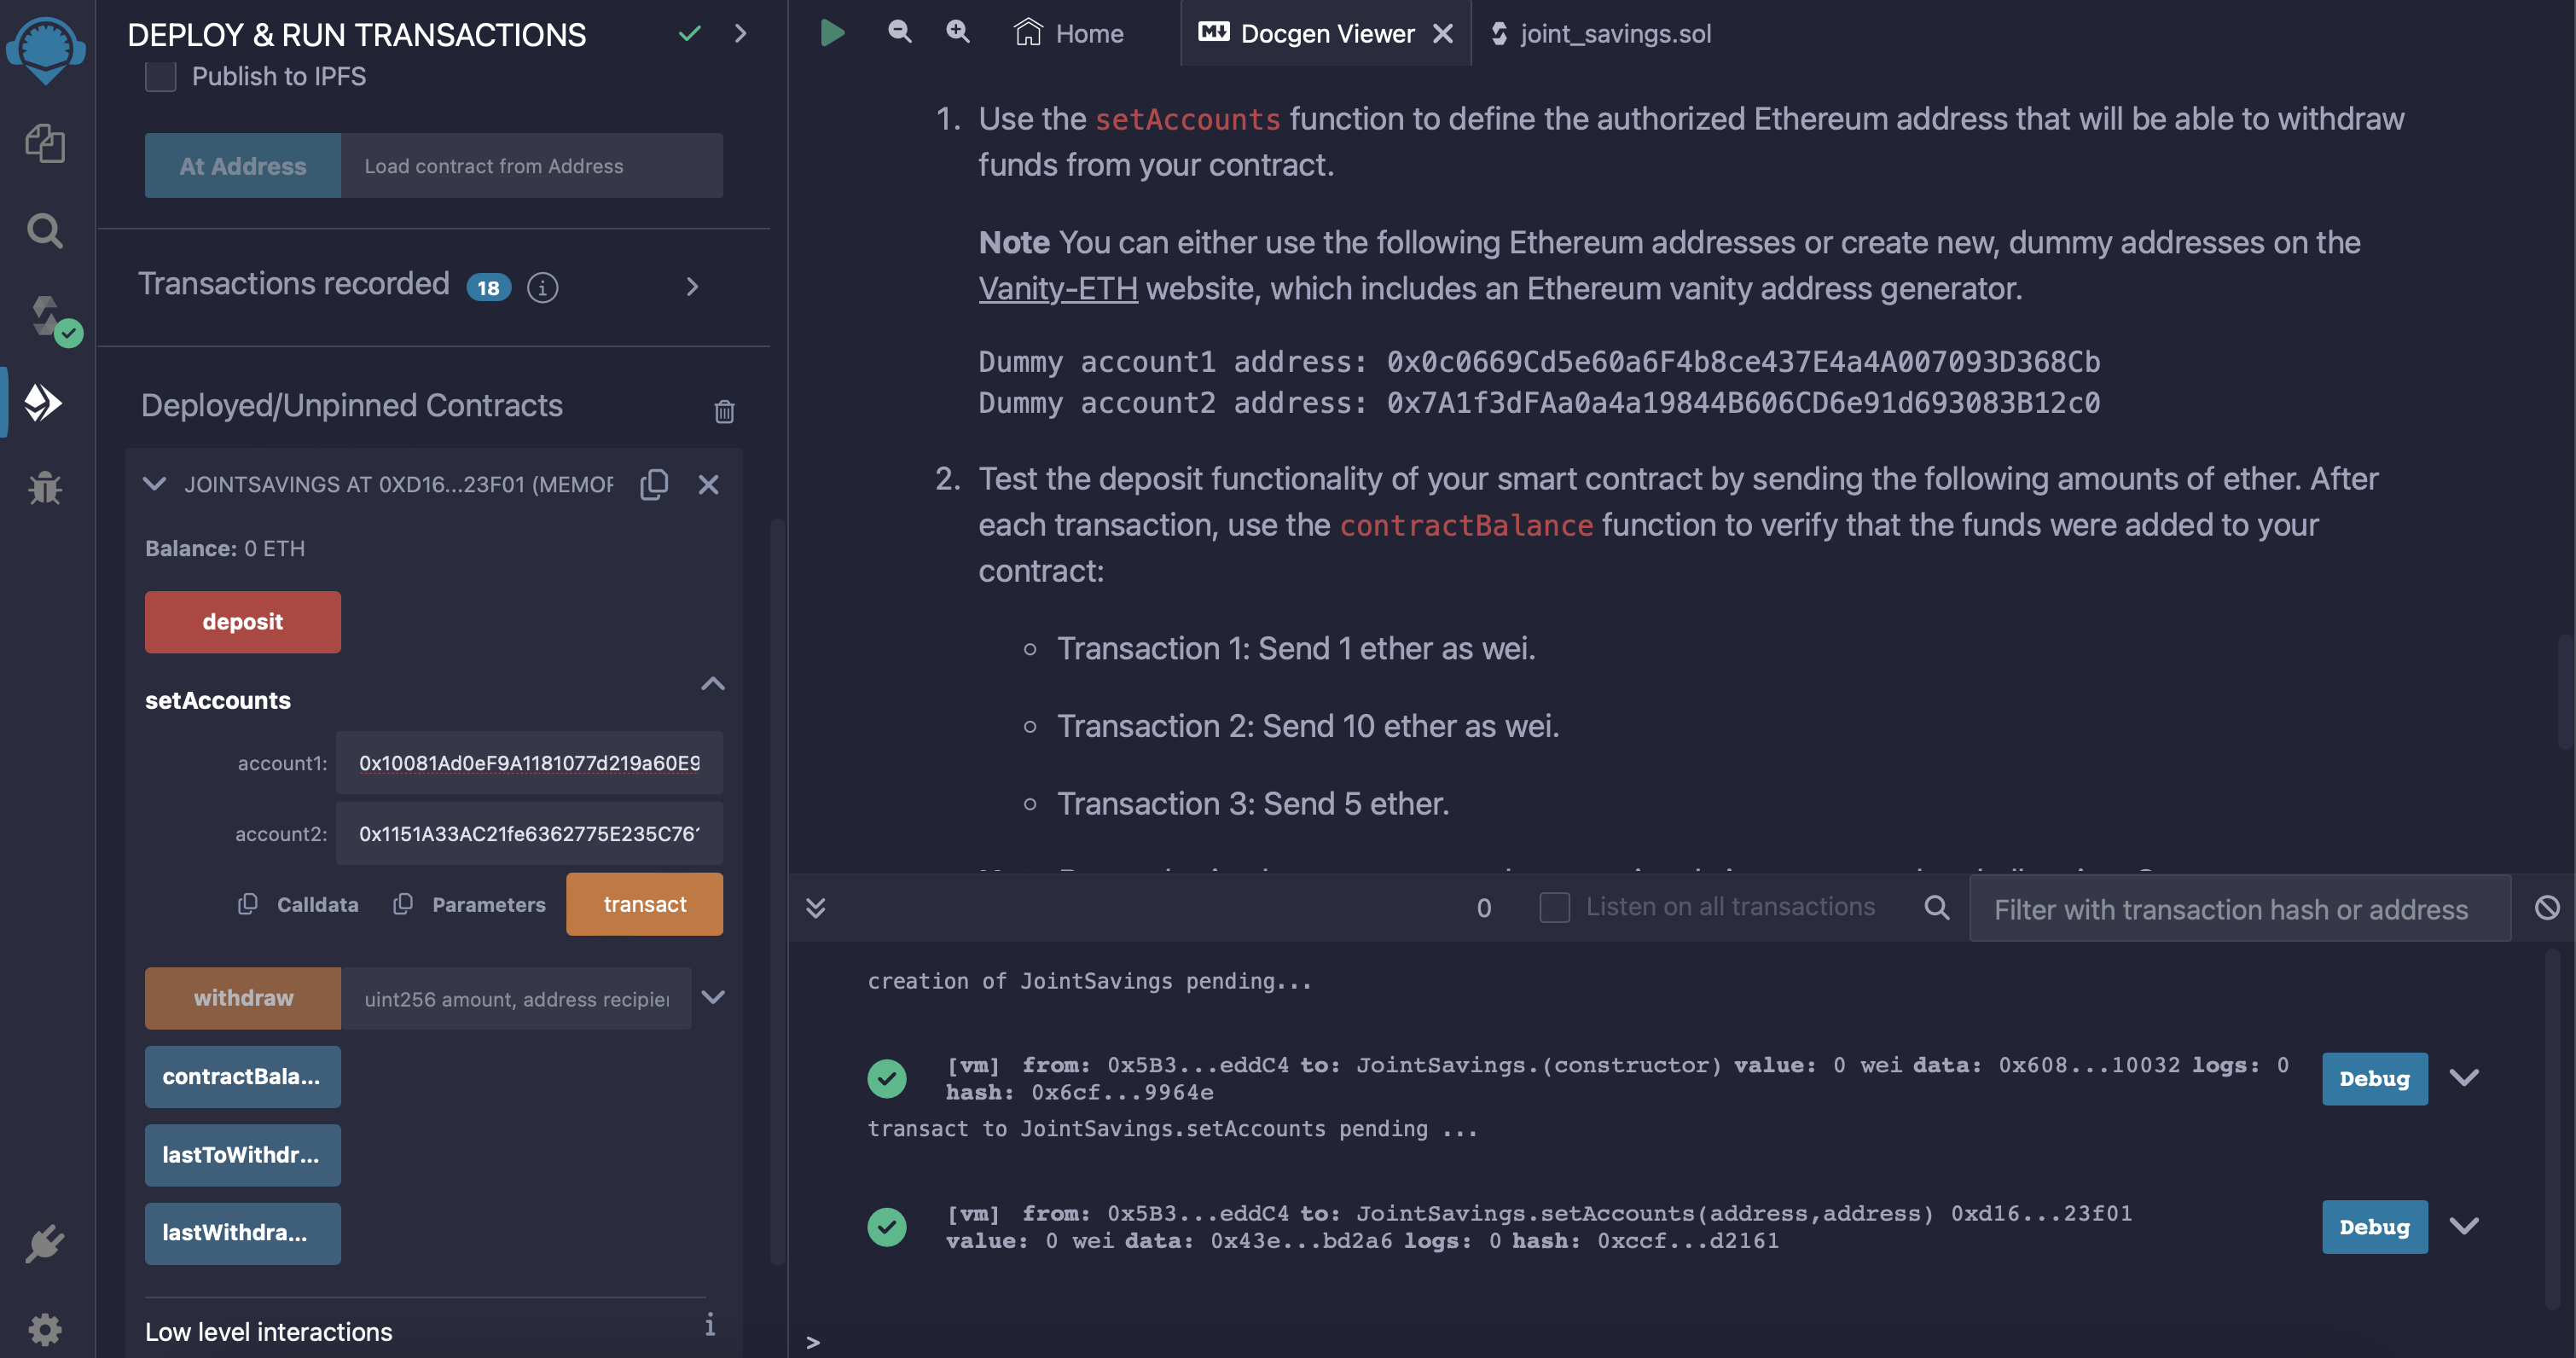 DEPLOY & RUN TRANSACTIONS
Publish to IPFS
At Address
Load contract from Address
Transactions recorded 18
Deployed/Unpinned Contracts
JOINTSAVINGS AT 0XD16...23F01 (MEMOR
Balance: 0 ETH
deposit
setAccounts
account1: 0x10081Ad0eF9A1181077d219a60E9
account2: 0x1151A33AC21fe6362775E235C76
Calldata Parameters transact
withdraw
uint256 amount, address recipie
contractBala...
lastToWithdr...
lastWithdra...
Low level interactions
Home
Docgen Viewer
joint_savings.sol
1. Use the setAccounts function to define the authorized Ethereum address that will be able to withdraw
funds from your contract.
Note You can either use the following Ethereum addresses or create new, dummy addresses on the
Vanity-ETH website, which includes an Ethereum vanity address generator.
Dummy account1 address: 0x0c0669Cd5e60a6F4b8ce437E4a4A007093D368Cb
Dummy account2 address: 0x7A1f3dFAa0a4a19844B606CD6e91d693083B12c0
2. Test the deposit functionality of your smart contract by sending the following amounts of ether. After
each transaction, use the contractBalance function to verify that the funds were added to your
contract:
Transaction 1: Send 1 ether as wei.
Transaction 2: Send 10 ether as wei.
Transaction 3: Send 5 ether.
0
Listen on all transactions
Filter with transaction hash or address
creation of JointSavings pending...
[vm] from: 0x5B3...eddC4 to: JointSavings.(constructor) value: 0 wei data: 0x608...10032 logs: 0
hash: 0x6cf...9964e
Debug
transact to JointSavings.setAccounts pending ...
[vm] from: 0x5B3...eddC4 to: JointSavings.setAccounts(address,address) 0xd16...23f01
value: 0 wei data: 0x43e...bd2a6 logs: 0 hash: 0xccf...d2161
Debug
>